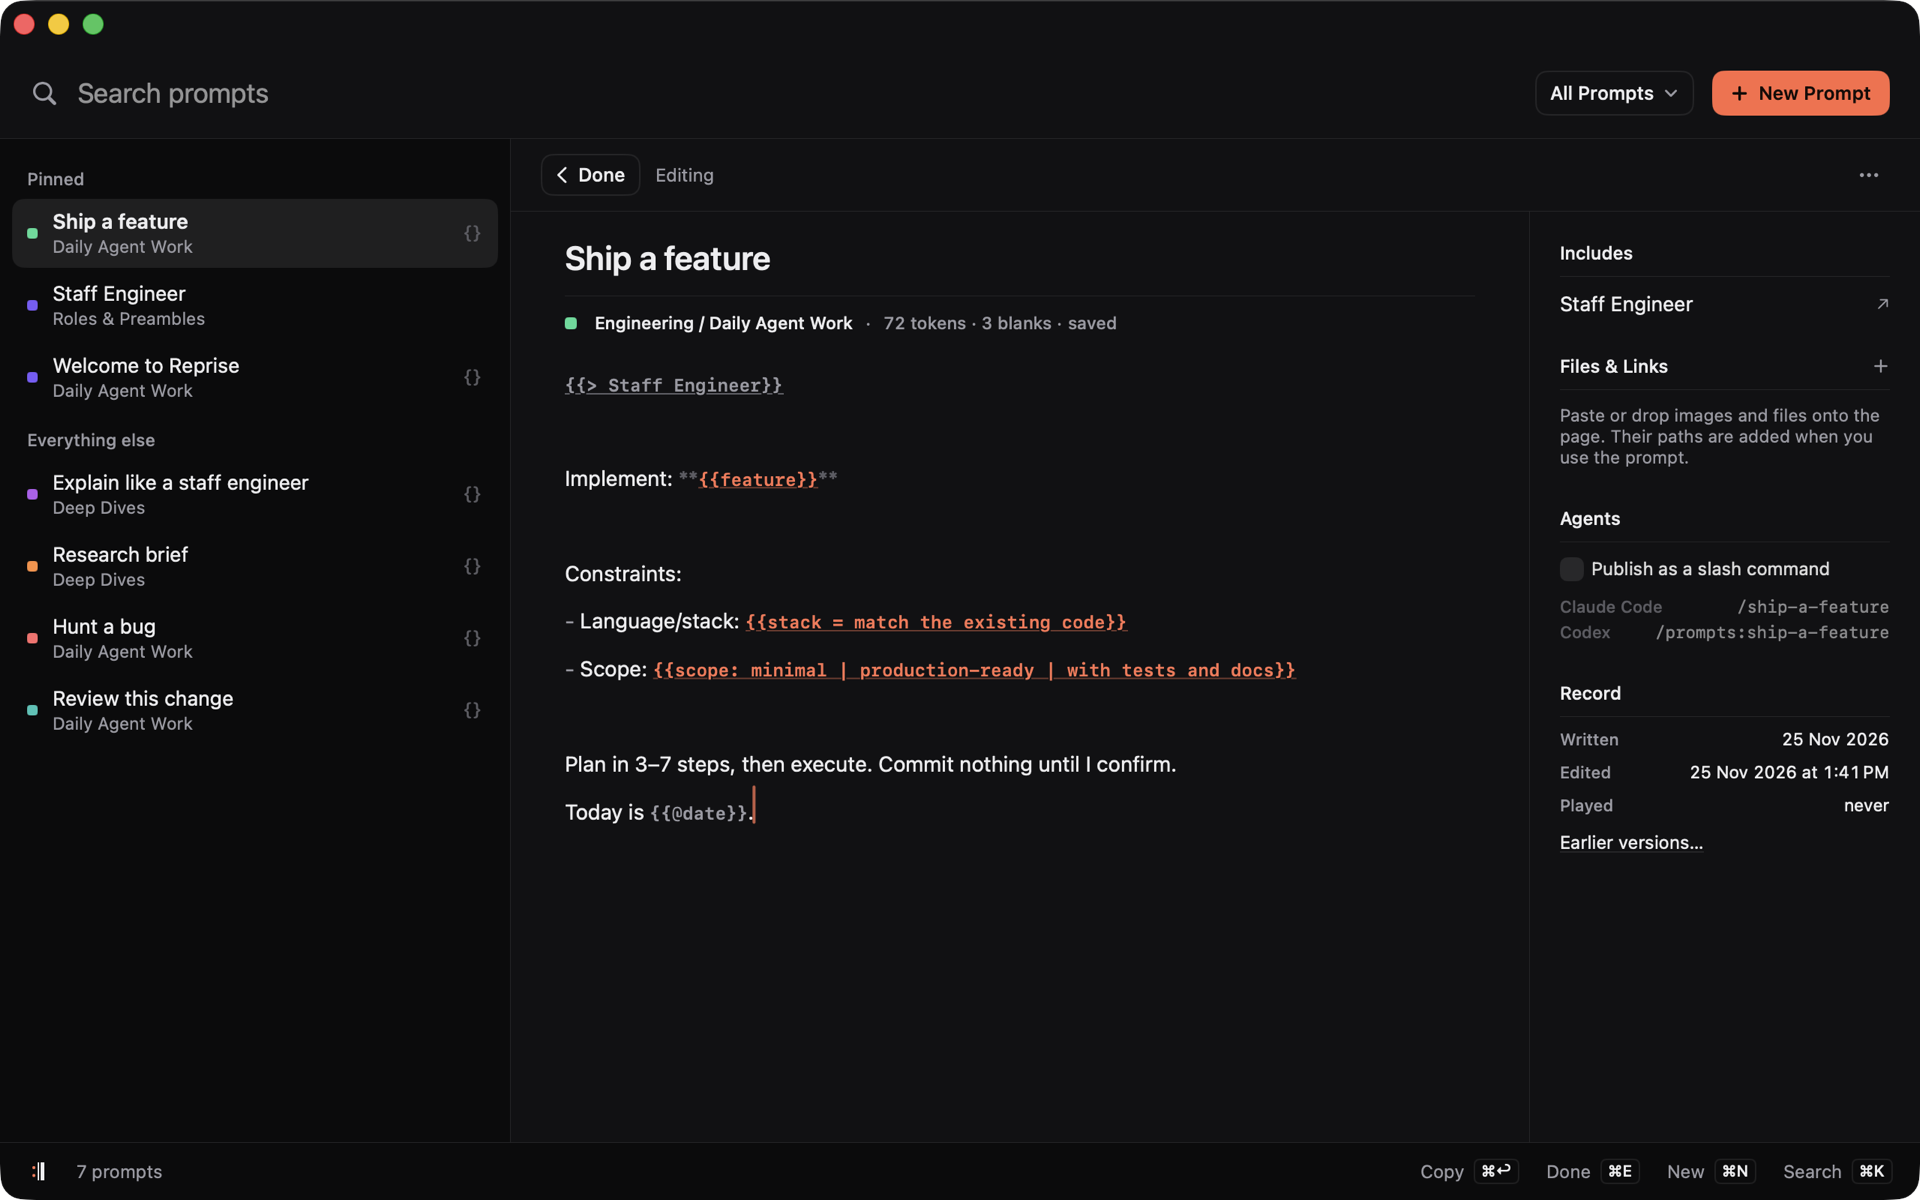 Search prompts
All Prompts
+ New Prompt
Pinned
Ship a feature
Daily Agent Work
{}
Staff Engineer
Roles & Preambles
Welcome to Reprise
Daily Agent Work
{}
Everything else
Explain like a staff engineer
Deep Dives
{}
Research brief
Deep Dives
{}
Hunt a bug
Daily Agent Work
{}
Review this change
Daily Agent Work
{}
Done
Editing
Ship a feature
Engineering / Daily Agent Work · 72 tokens · 3 blanks · saved
{{> Staff Engineer}}
Implement: **{{feature}}**
Constraints:
- Language/stack: {{stack = match the existing code}}
- Scope: {{scope: minimal | production-ready | with tests and docs}}
Plan in 3–7 steps, then execute. Commit nothing until I confirm.
Today is {{@date}}.
Includes
Staff Engineer
Files & Links
Paste or drop images and files onto the
page. Their paths are added when you
use the prompt.
Agents
Publish as a slash command
Claude Code /ship-a-feature
Codex /prompts:ship-a-feature
Record
Written 25 Nov 2026
Edited 25 Nov 2026 at 1:41 PM
Played never
Earlier versions...
7 prompts
Copy ⌘↩
Done ⌘E
New ⌘N
Search ⌘K